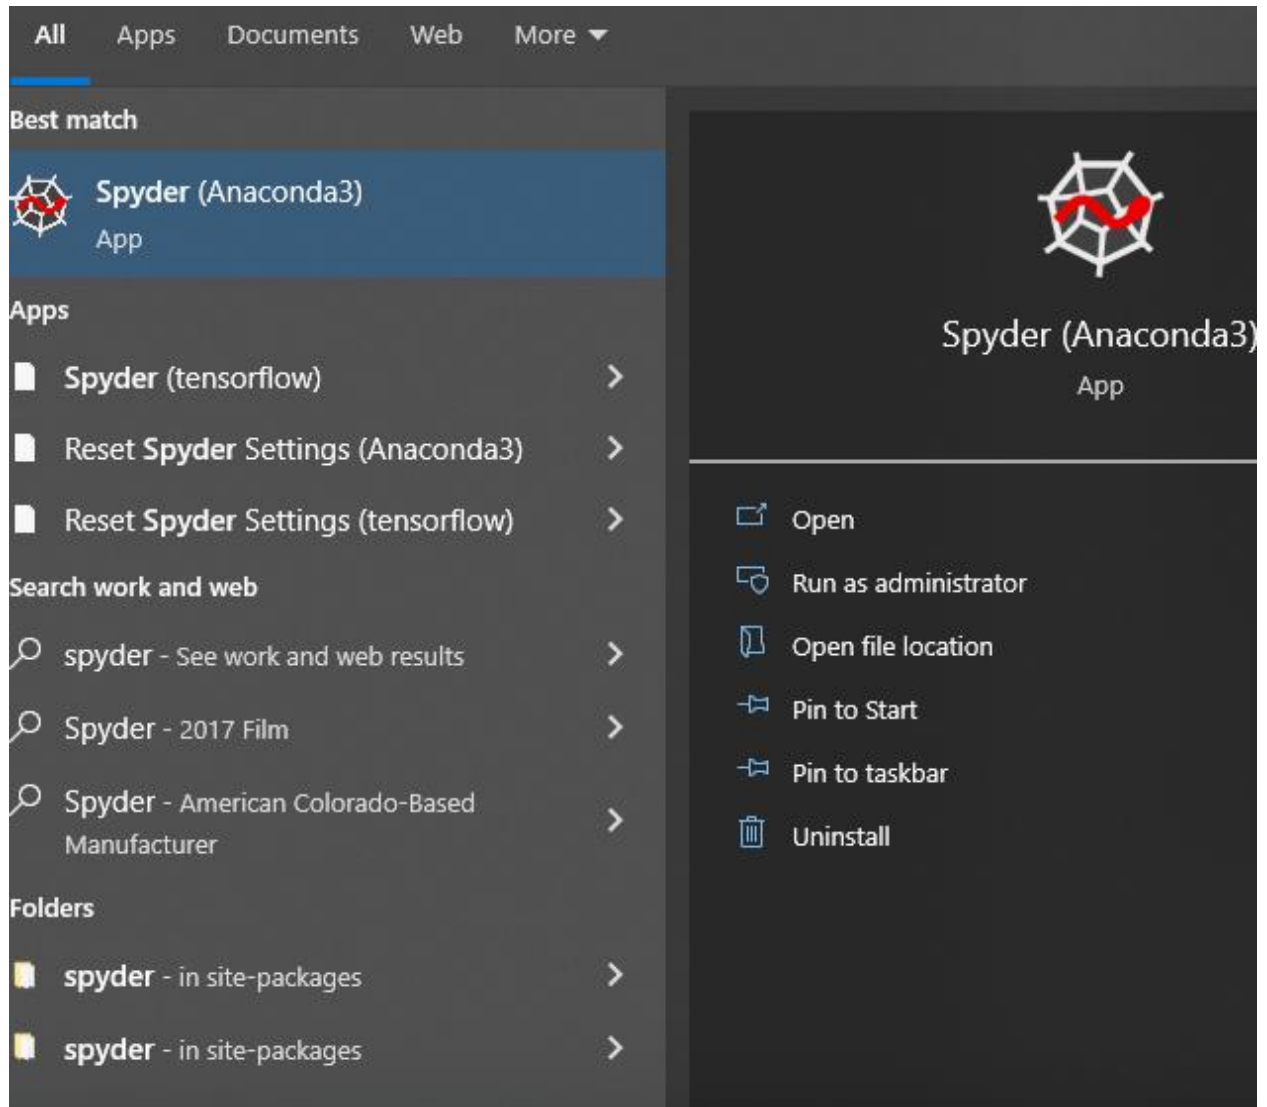 All Apps Documents Web More
Best match
Spyder (Anaconda3)
App
Apps
Spyder (tensorflow)
Reset Spyder Settings (Anaconda3)
Reset Spyder Settings (tensorflow)
Search work and web
spyder - See work and web results
Spyder - 2017 Film
Spyder - American Colorado-Based
Manufacturer
Folders
spyder - in site-packages
spyder - in site-packages
Spyder (Anaconda3)
App
Open
Run as administrator
Open file location
Pin to Start
Pin to taskbar
Uninstall